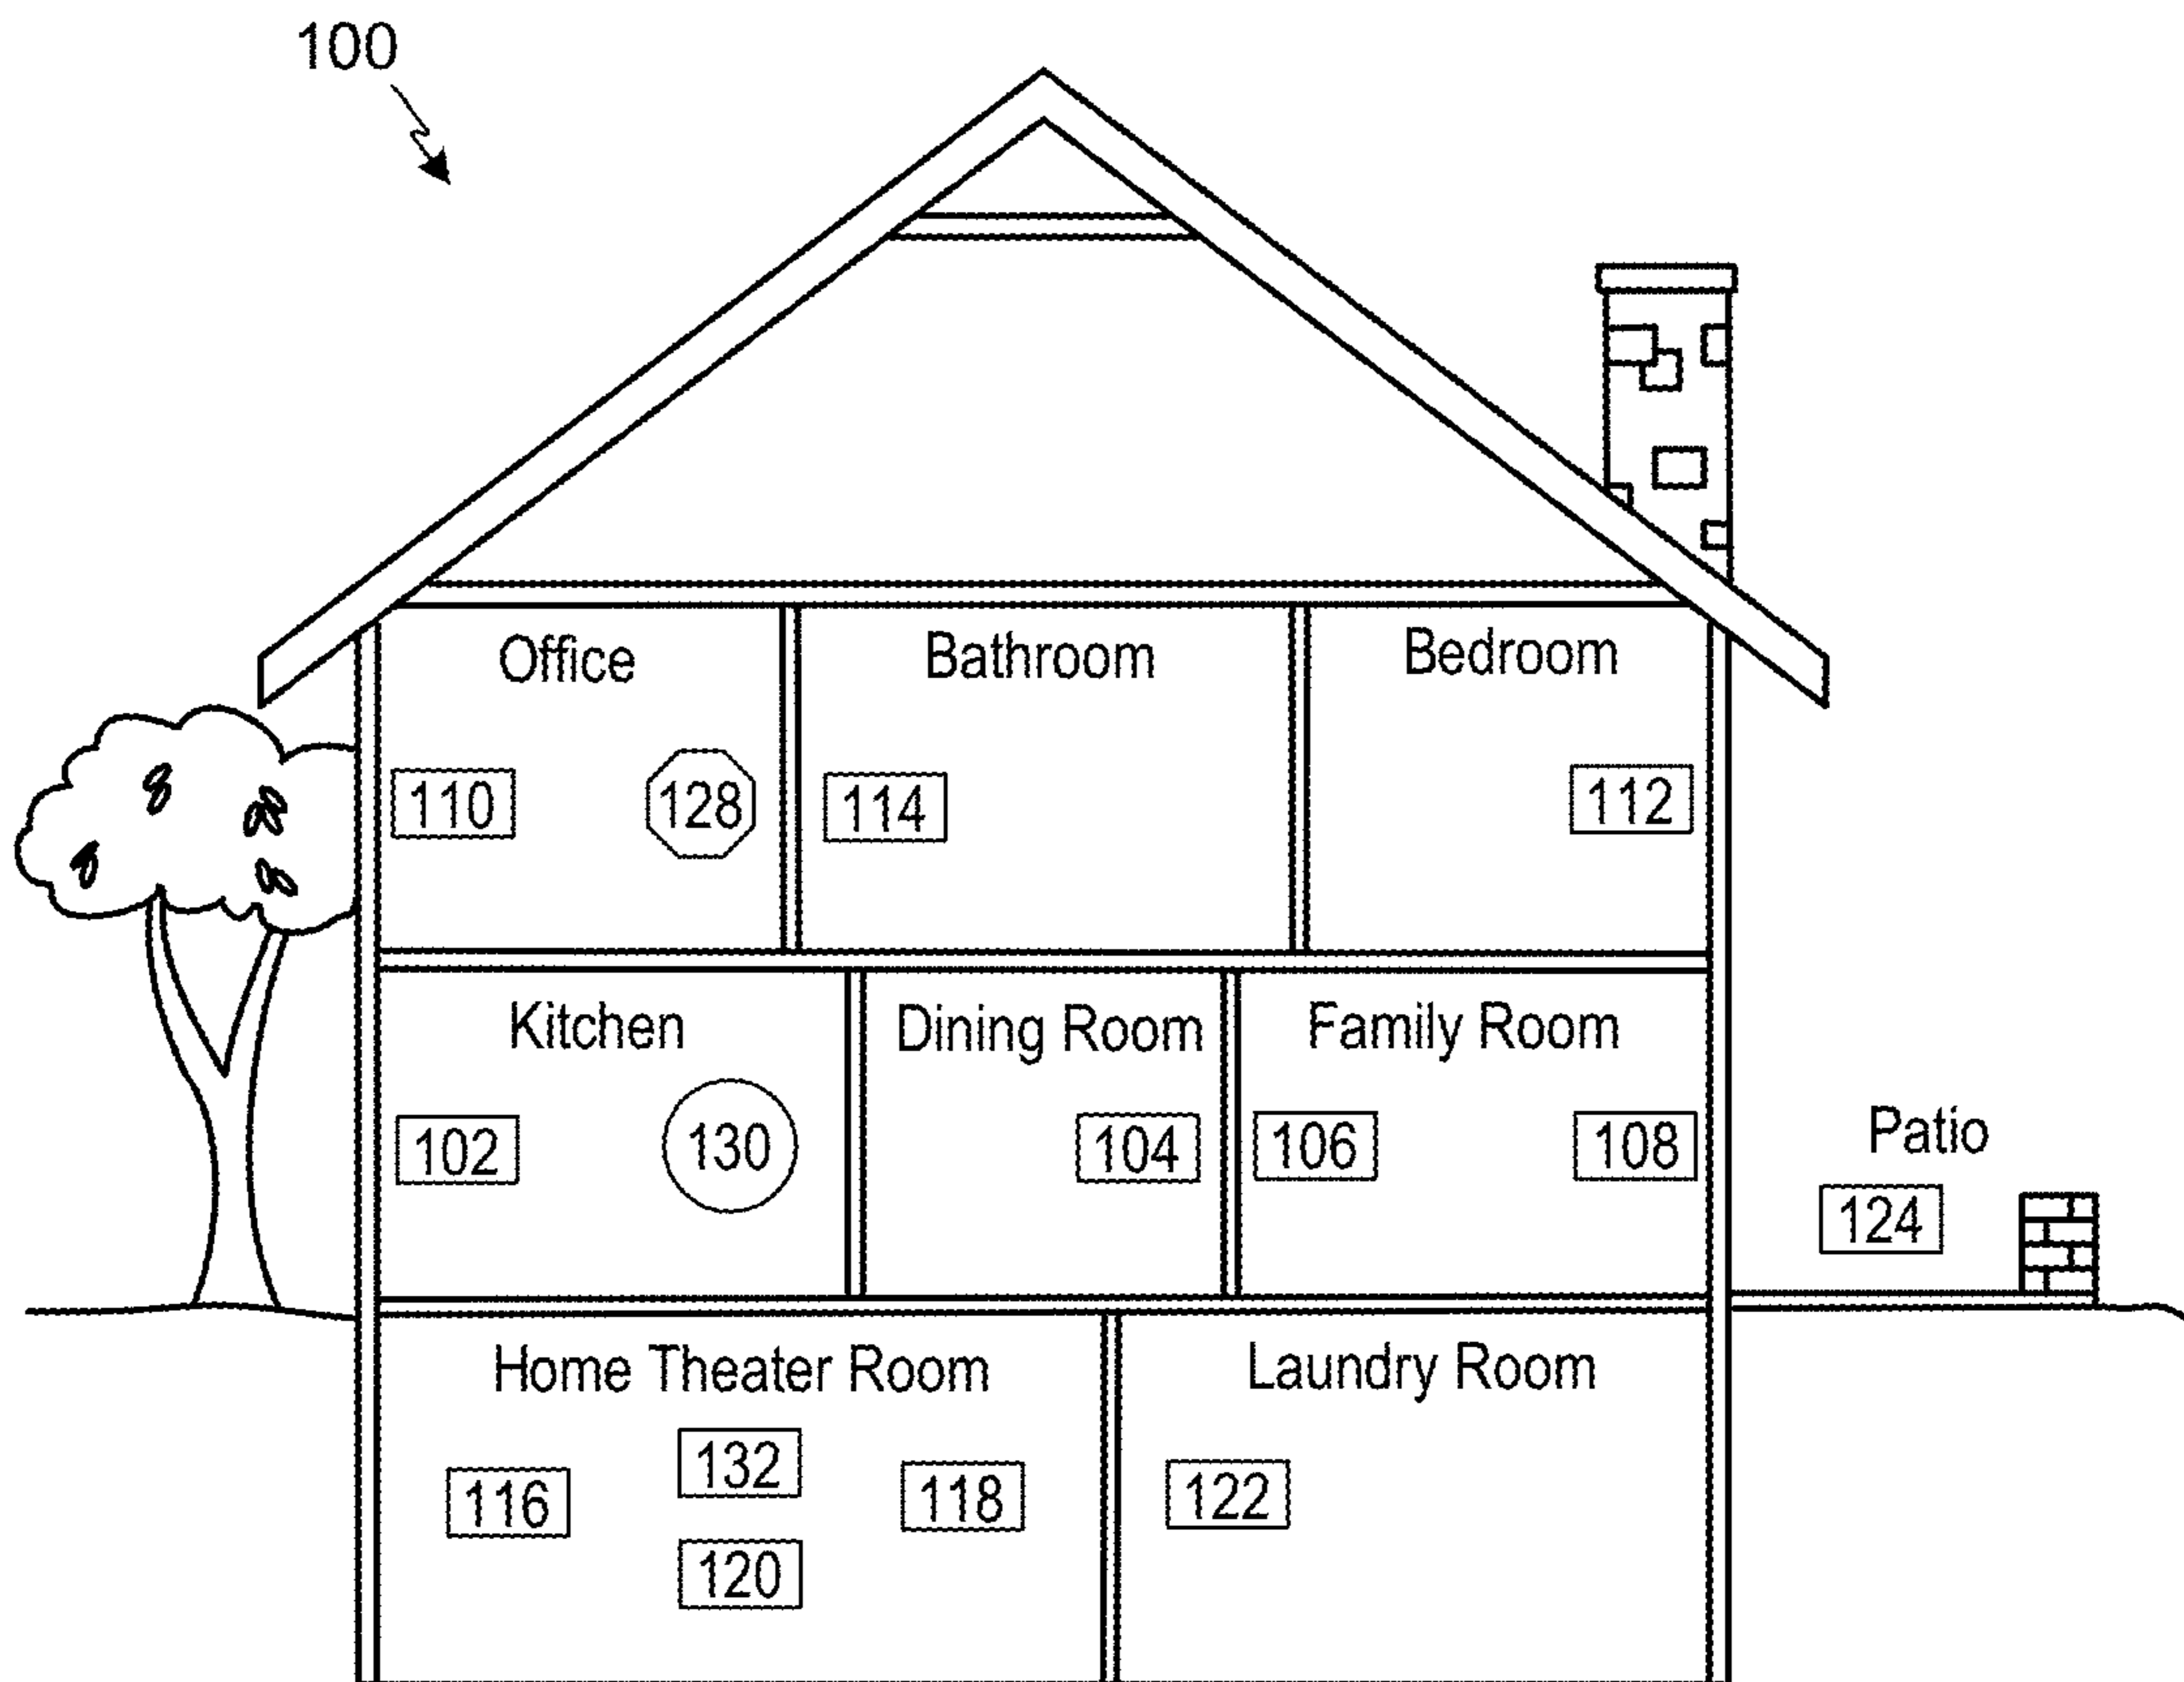 100
Office
Bathroom
Bedroom
110
128
114
112
Kitchen
Dining Room
Family Room
102
130
104
106
108
Patio
124
Home Theater Room
Laundry Room
116
132
118
122
120